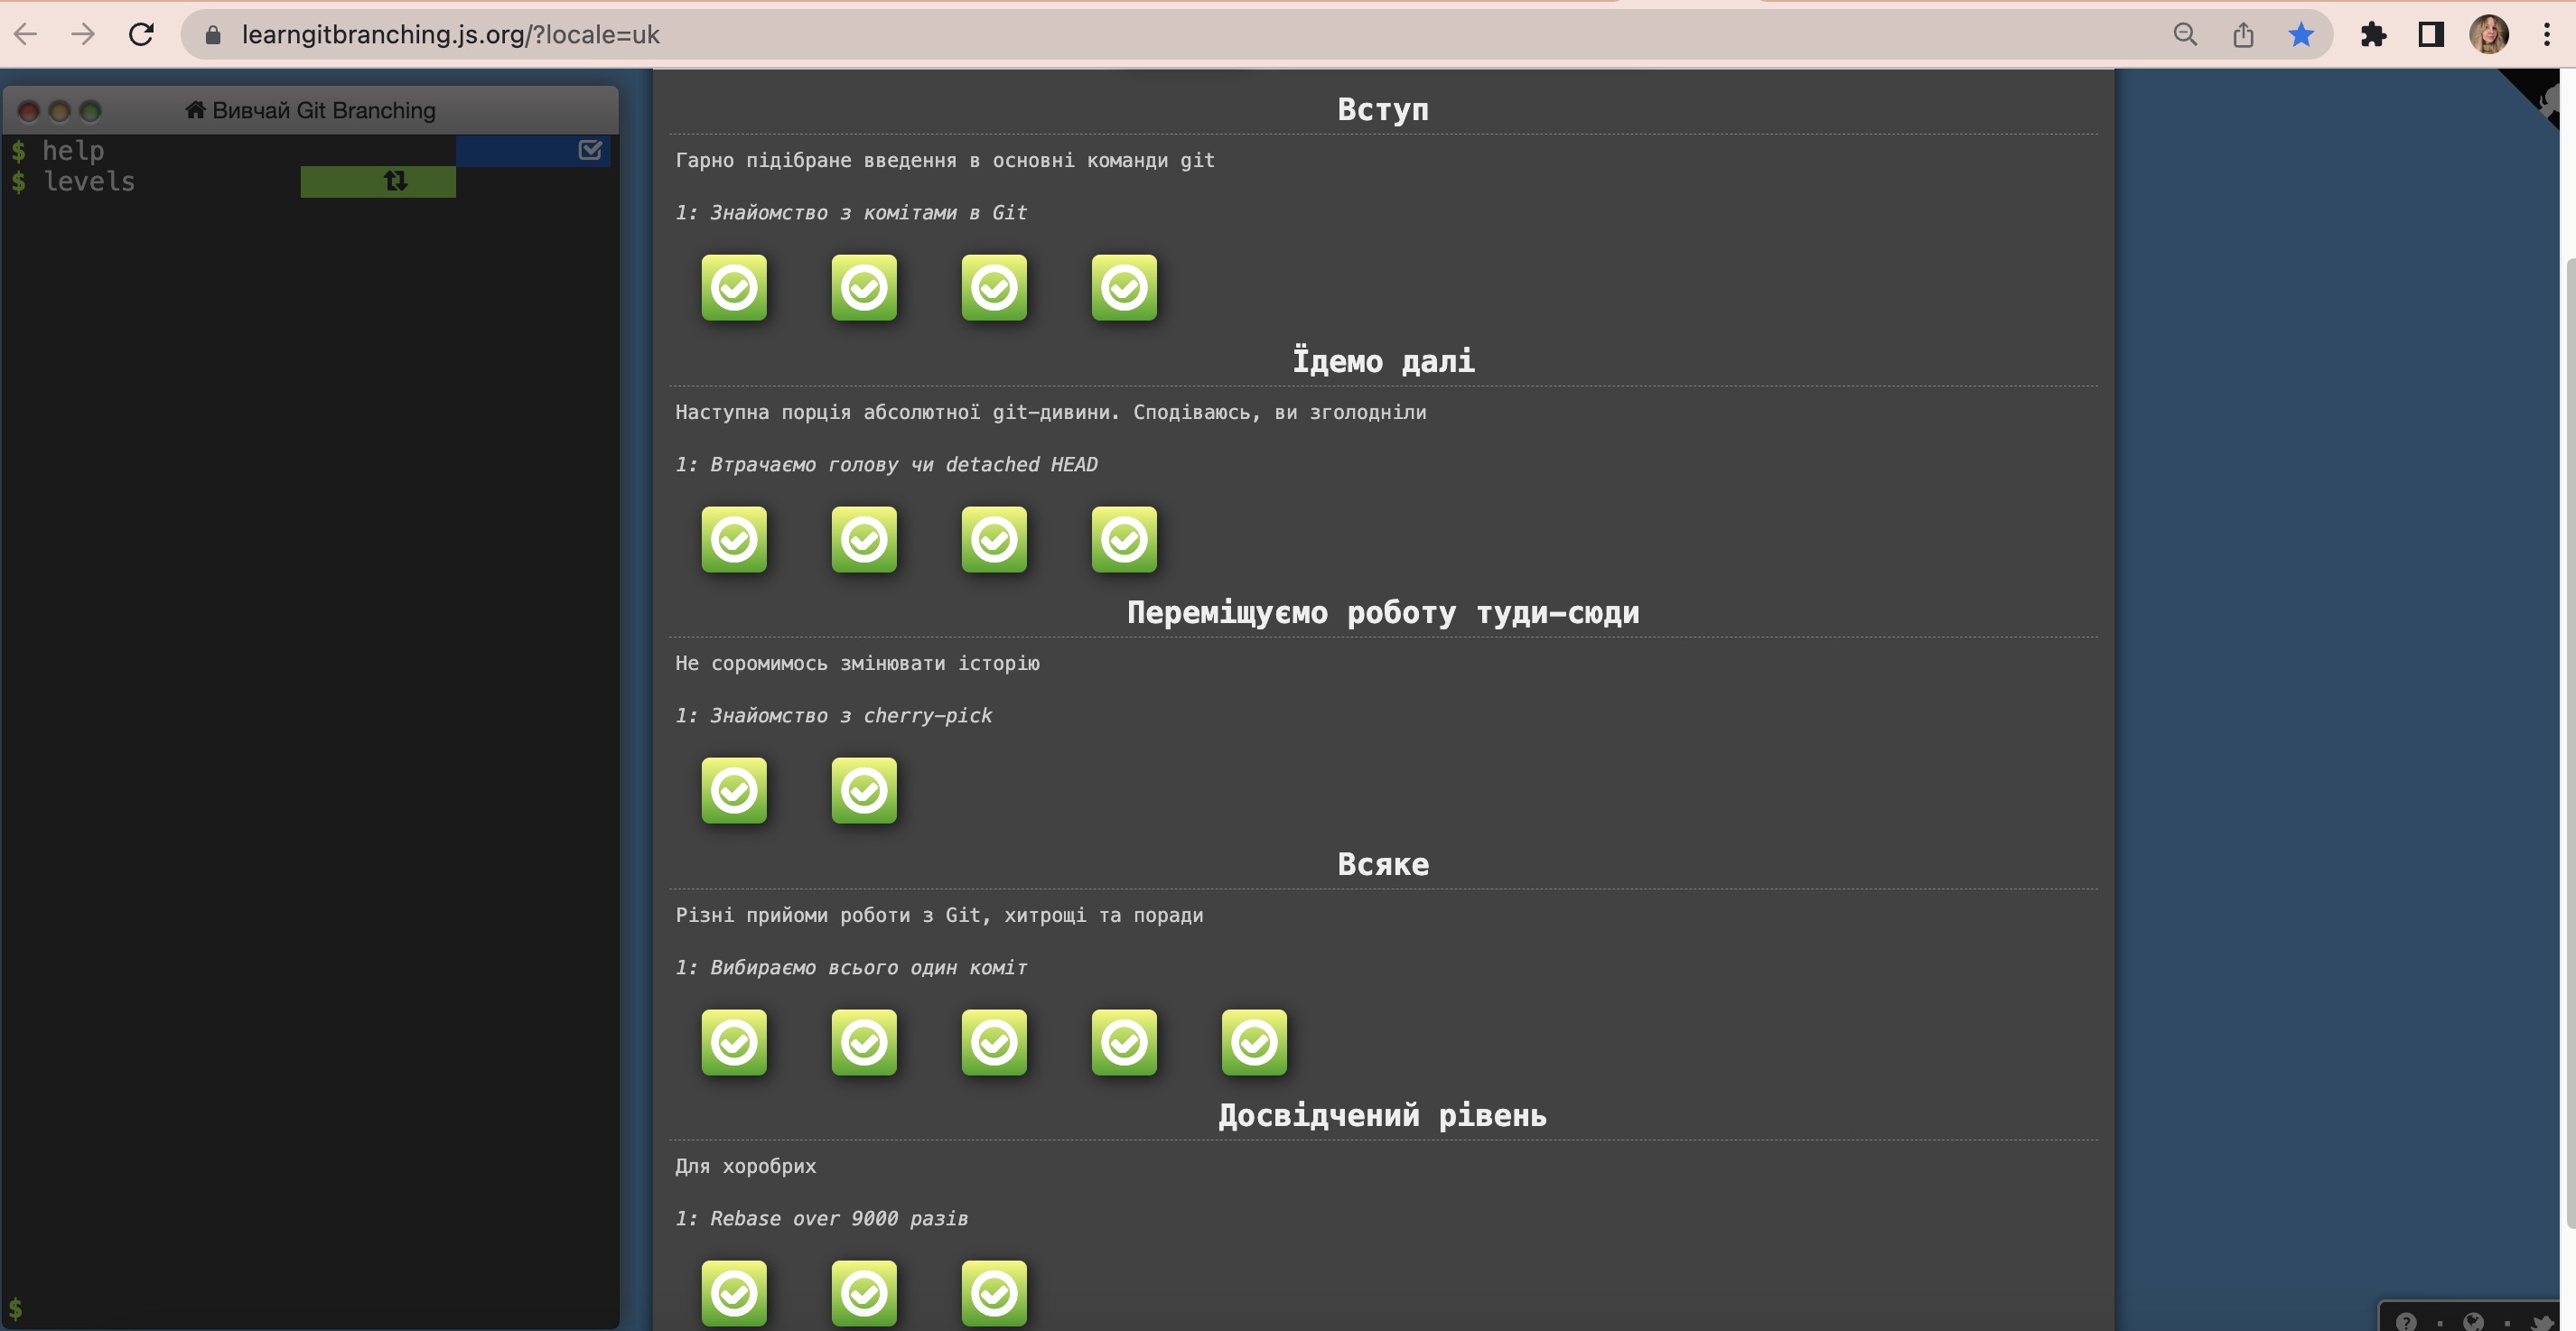 learngitbranching.js.org/?locale=uk
Вивчай Git Branching
$ help
$ levels
$
Вступ
Гарно підібране введення в основні команди git
1: Знайомство з комітами в Git
Їдемо далі
Наступна порція абсолютної git-дивини. Сподіваюсь, ви зголодніли
1: Втрачаємо голову чи detached HEAD
Переміщуємо роботу туди-сюди
Не соромимось змінювати історію
1: Знайомство з cherry-pick
Всяке
Різні прийоми роботи з Git, хитрощі та поради
1: Вибираємо всього один коміт
Досвідчений рівень
Для хоробрих
1: Rebase over 9000 разів